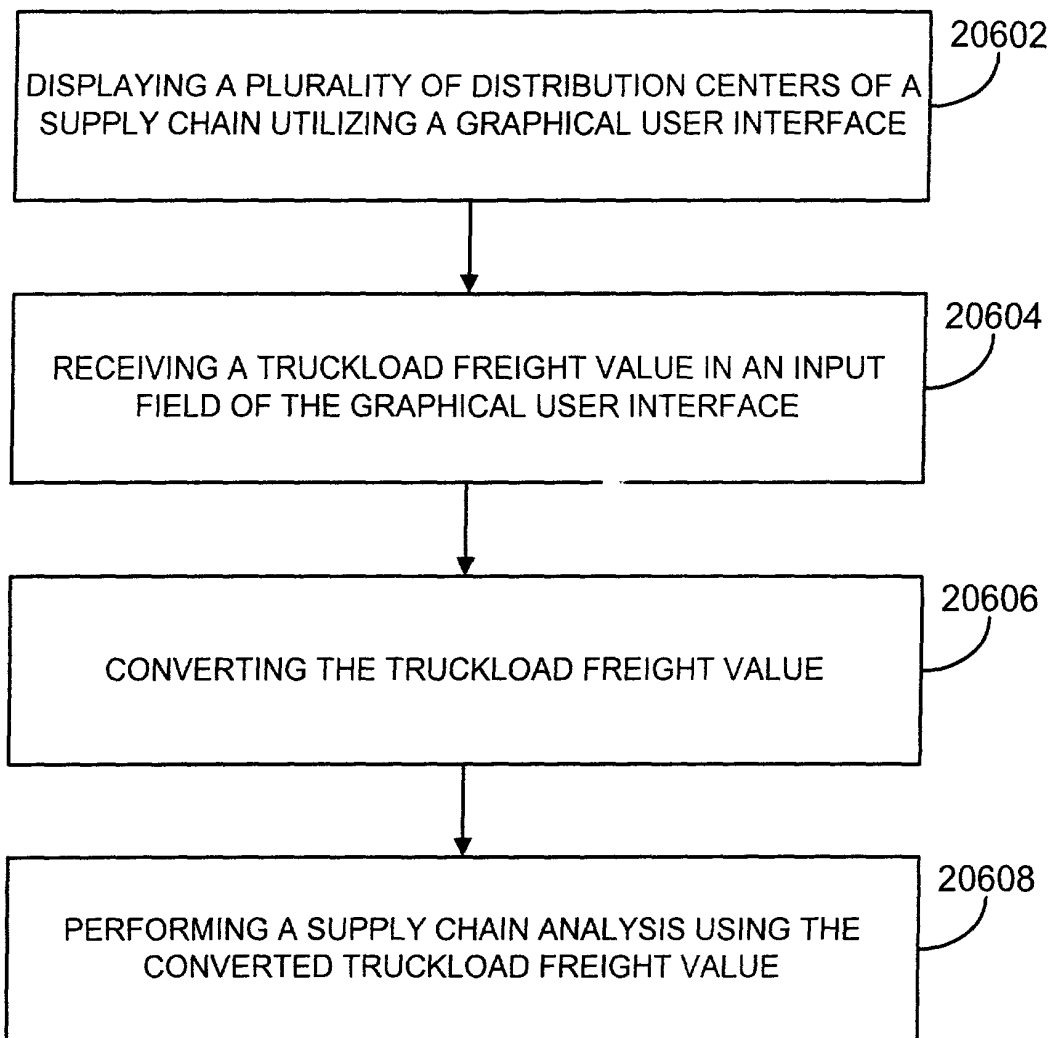 20602
DISPLAYING A PLURALITY OF DISTRIBUTION CENTERS OF A
SUPPLY CHAIN UTILIZING A GRAPHICAL USER INTERFACE
20604
RECEIVING A TRUCKLOAD FREIGHT VALUE IN AN INPUT
FIELD OF THE GRAPHICAL USER INTERFACE
20606
CONVERTING THE TRUCKLOAD FREIGHT VALUE
20608
PERFORMING A SUPPLY CHAIN ANALYSIS USING THE
CONVERTED TRUCKLOAD FREIGHT VALUE